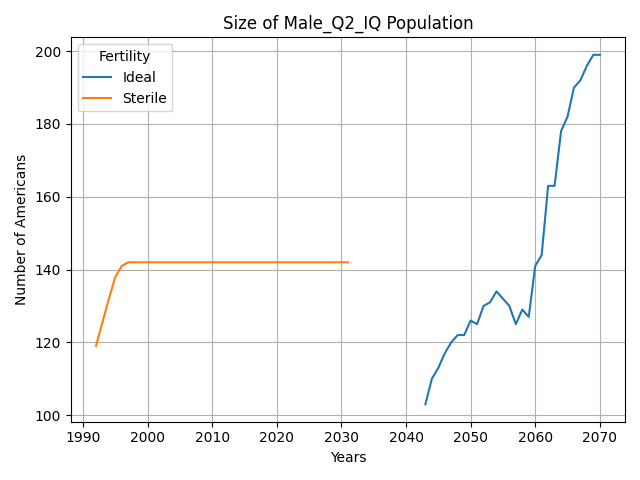 Size of Male_Q2_IQ Population
Fertility
Ideal
Sterile
Number of Americans
200
180
160
140
120
100
1990 2000 2010 2020 2030 2040 2050 2060 2070
Years